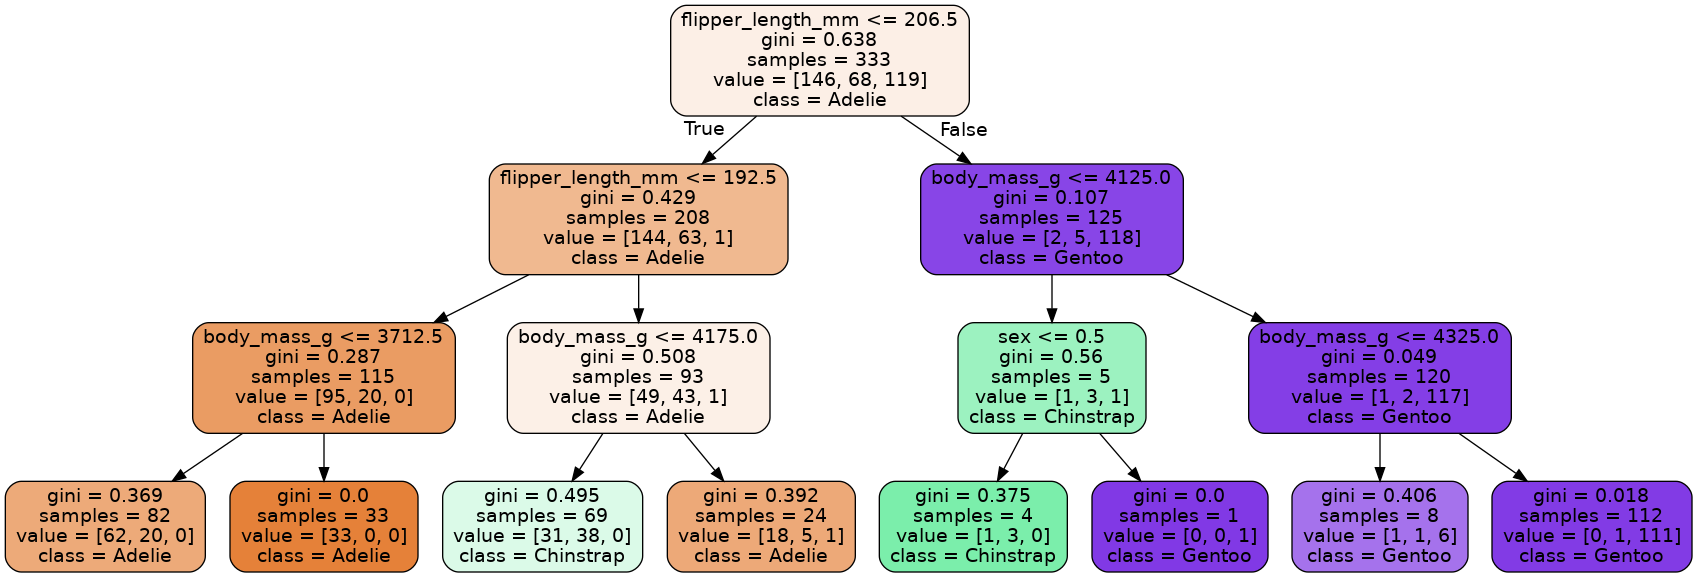 flipper_length_mm <= 206.5
gini = 0.638
samples = 333
value = [146, 68, 119]
class = Adelie
True
False
flipper_length_mm <= 192.5
gini = 0.429
samples = 208
value = [144, 63, 1]
class = Adelie
body_mass_g <= 4125.0
gini = 0.107
samples = 125
value = [2, 5, 118]
class = Gentoo
body_mass_g <= 3712.5
gini = 0.287
samples = 115
value = [95, 20, 0]
class = Adelie
body_mass_g <= 4175.0
gini = 0.508
samples = 93
value = [49, 43, 1]
class = Adelie
sex <= 0.5
gini = 0.56
samples = 5
value = [1, 3, 1]
class = Chinstrap
body_mass_g <= 4325.0
gini = 0.049
samples = 120
value = [1, 2, 117]
class = Gentoo
gini = 0.369
samples = 82
value = [62, 20, 0]
class = Adelie
gini = 0.0
samples = 33
value = [33, 0, 0]
class = Adelie
gini = 0.495
samples = 69
value = [31, 38, 0]
class = Chinstrap
gini = 0.392
samples = 24
value = [18, 5, 1]
class = Adelie
gini = 0.375
samples = 4
value = [1, 3, 0]
class = Chinstrap
gini = 0.0
samples = 1
value = [0, 0, 1]
class = Gentoo
gini = 0.406
samples = 8
value = [1, 1, 6]
class = Gentoo
gini = 0.018
samples = 112
value = [0, 1, 111]
class = Gentoo